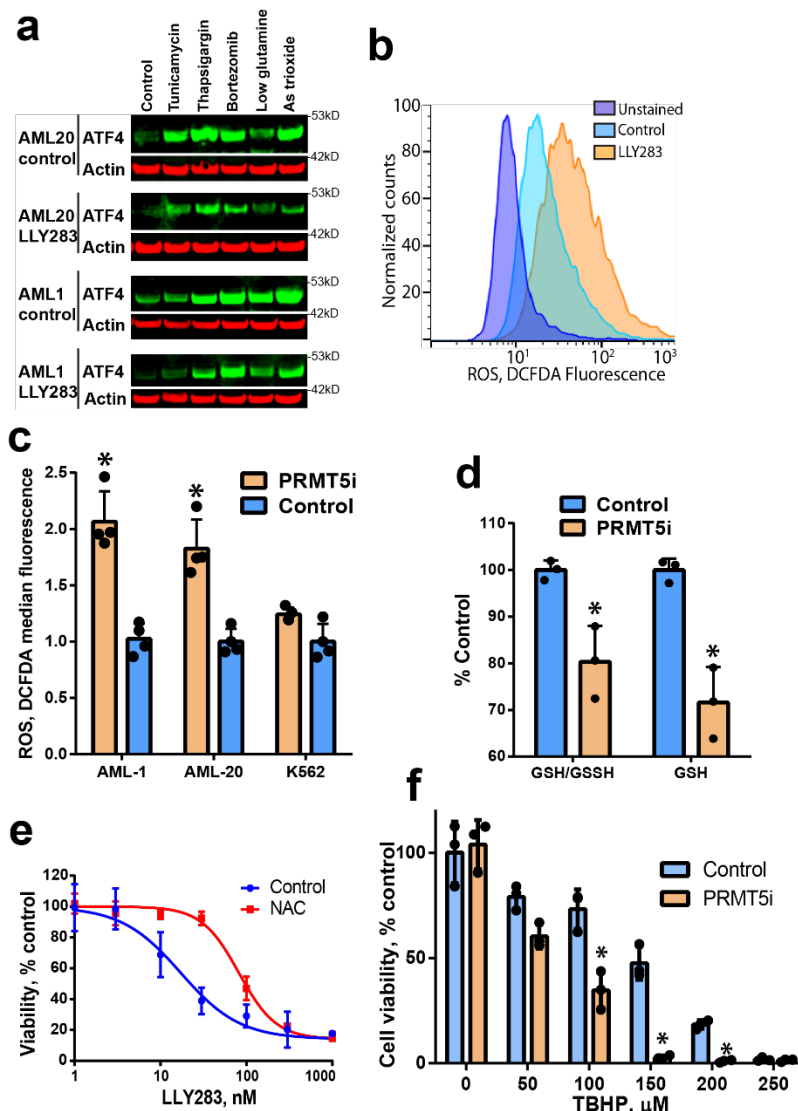 a
Control
Tunicamycin
Thapsigargin
Bortezomib
Low glutamine
As trioxide
AML20 control
ATF4
Actin
53kD
42kD
AML20 LLY283
ATF4
Actin
53kD
42kD
AML1 control
ATF4
Actin
53kD
42kD
AML1 LLY283
ATF4
Actin
53kD
42kD
b
Normalized counts
100
80
60
40
20
Unstained
Control
LLY283
10¹ 10² 10³
ROS, DCFDA Fluorescence
c
ROS, DCFDA median fluorescence
2.5
2.0
1.5
1.0
0.5
0.0
* *
PRMT5i
Control
AML-1 AML-20 K562
d
% Control
110
100
90
80
70
60
Control
PRMT5i
* *
GSH/GSSH GSH
e
Viability, % control
120
100
80
60
40
20
0
Control
NAC
1 10 100 1000
LLY283, nM
f
Cell viability, % control
100
50
0
Control
PRMT5i
* * *
0 50 100 150 200 250
TBHP, µM